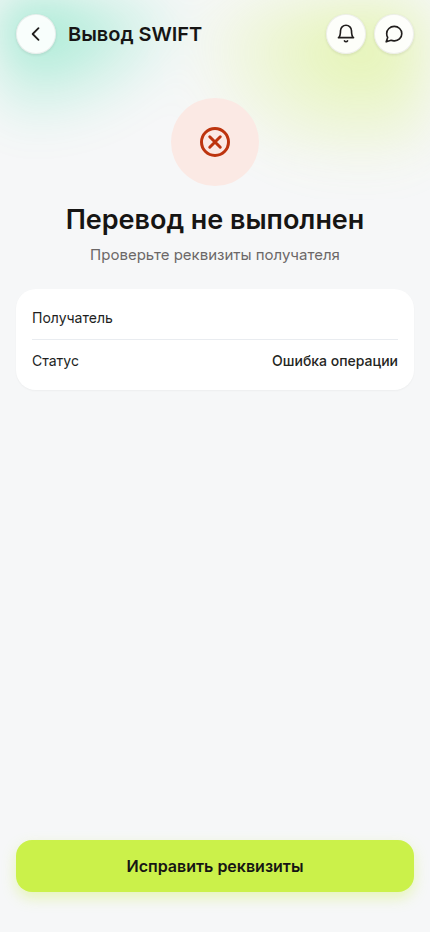 Вывод SWIFT
Перевод не выполнен
Проверьте реквизиты получателя
Получатель
Статус Ошибка операции
Исправить реквизиты